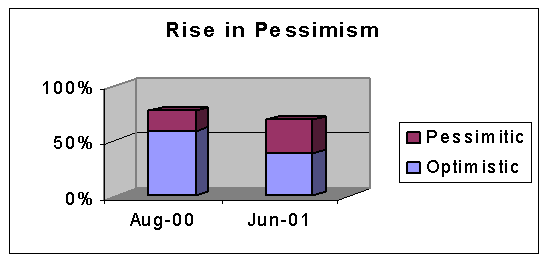 Rise in Pessimism
100%
50%
0%
Aug-00
Jun-01
Pessimitic
Optimistic